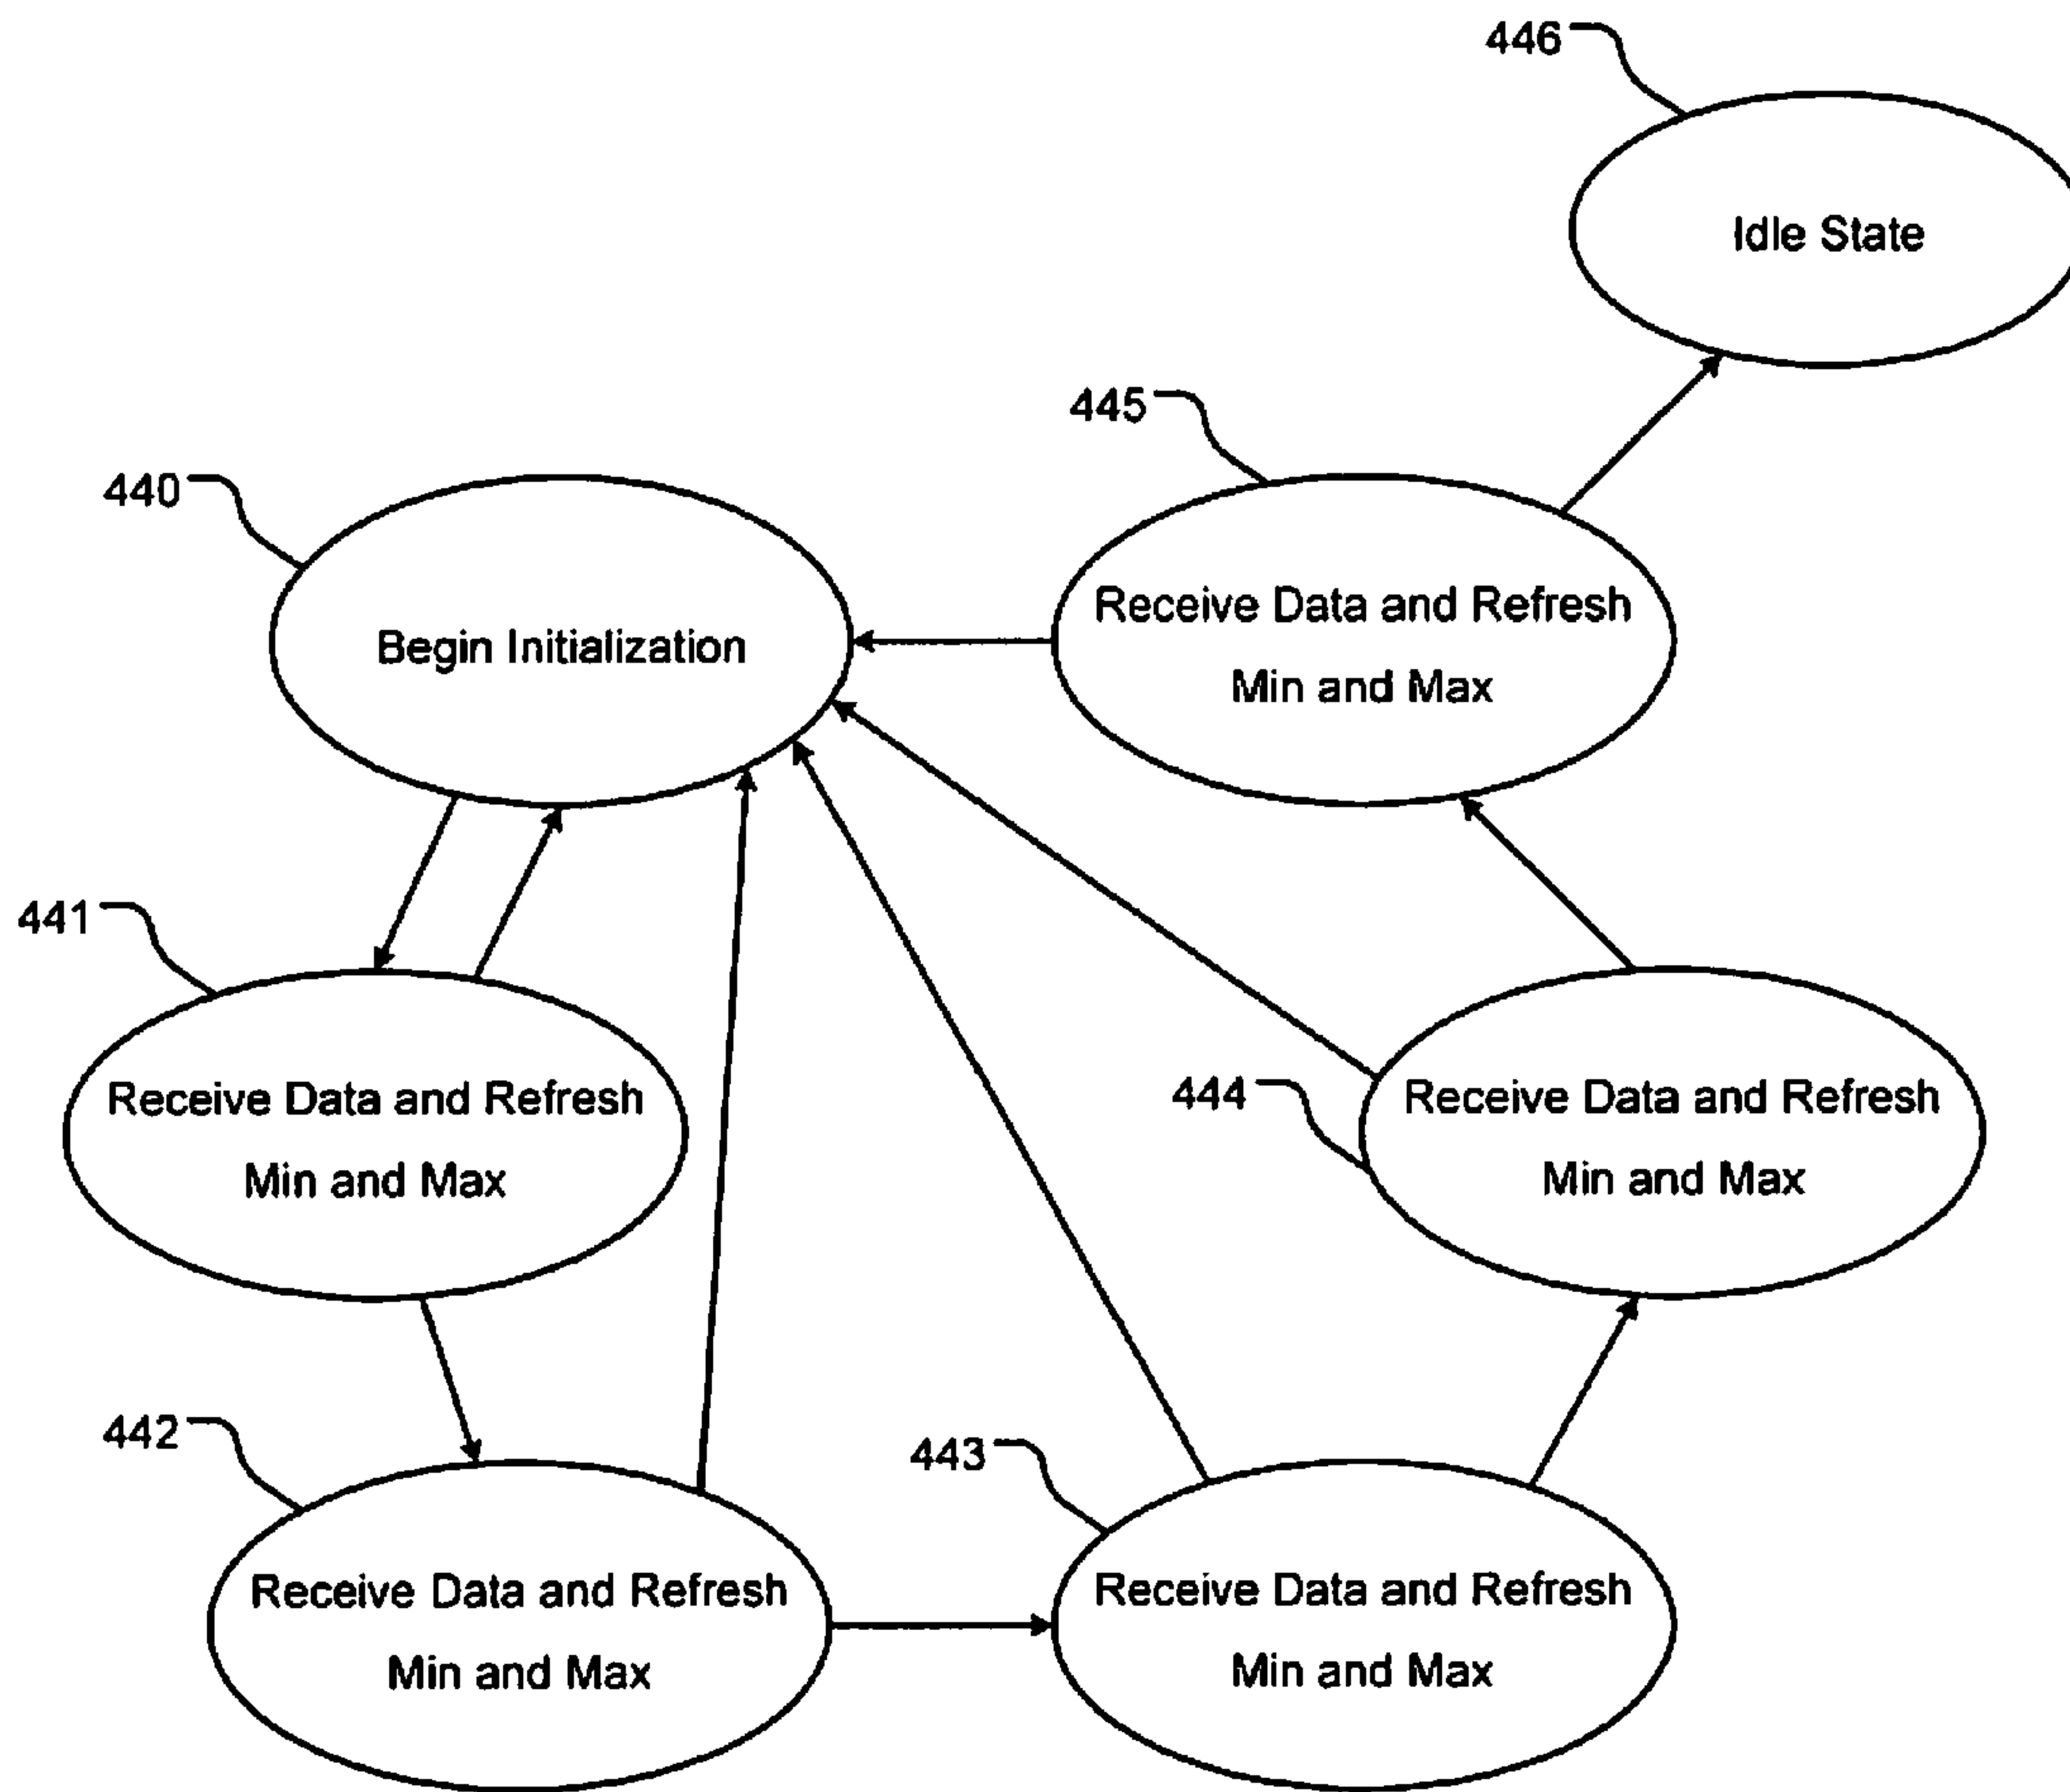 446
Idle State
445
440
Receive Data and Refresh
Min and Max
Begin Initialization
441
Receive Data and Refresh
Min and Max
444
Receive Data and Refresh
Min and Max
442
443
Receive Data and Refresh
Min and Max
Receive Data and Refresh
Min and Max